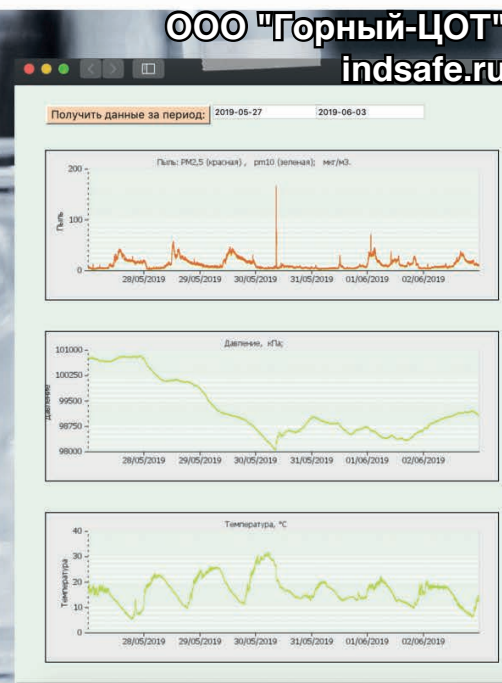 ООО "Горный-ЦОТ"
indsafe.ru
Получить данные за период: 2019-05-27 2019-06-03
Пыль: PM2,5 (красная) , pm10 (зеленая); мкг/м3.
200
100
0
Пыль
28/05/2019 29/05/2019 30/05/2019 31/05/2019 01/06/2019 02/06/2019
Давление, кПа;
101000
100250
99500
98750
98000
давление
28/05/2019 29/05/2019 30/05/2019 31/05/2019 01/06/2019 02/06/2019
Температура, °C
40
30
20
10
0
Температура
28/05/2019 29/05/2019 30/05/2019 31/05/2019 01/06/2019 02/06/2019